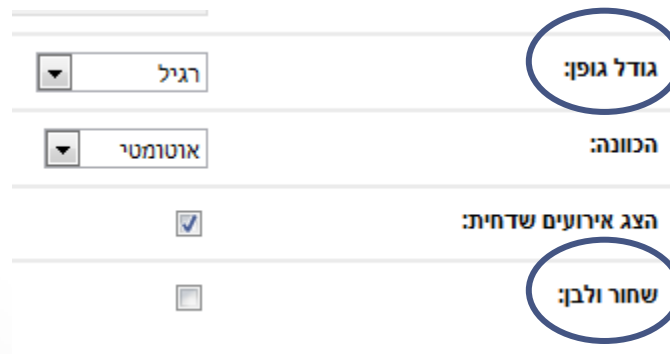 גודל גופן: רגיל
הכוונה: אוטומטי
הצג אירועים שדחית:
שחור ולבן: